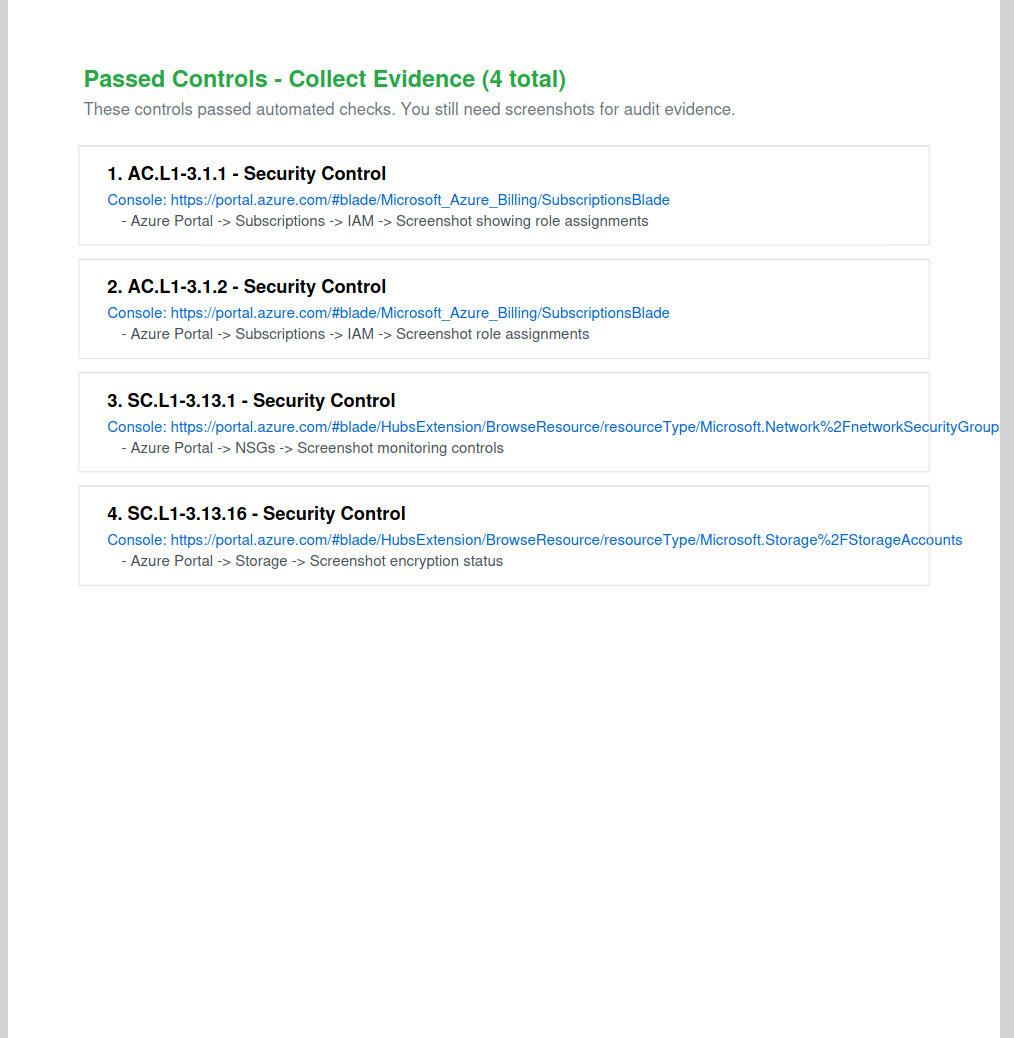 Passed Controls - Collect Evidence (4 total)
These controls passed automated checks. You still need screenshots for audit evidence.
1. AC.L1-3.1.1 - Security Control
Console: https://portal.azure.com/#blade/Microsoft_Azure_Billing/SubscriptionsBlade
- Azure Portal -> Subscriptions -> IAM -> Screenshot showing role assignments
2. AC.L1-3.1.2 - Security Control
Console: https://portal.azure.com/#blade/Microsoft_Azure_Billing/SubscriptionsBlade
- Azure Portal -> Subscriptions -> IAM -> Screenshot role assignments
3. SC.L1-3.13.1 - Security Control
Console: https://portal.azure.com/#blade/HubsExtension/BrowseResource/resourceType/Microsoft.Network%2FnetworkSecurityGroup
- Azure Portal -> NSGs -> Screenshot monitoring controls
4. SC.L1-3.13.16 - Security Control
Console: https://portal.azure.com/#blade/HubsExtension/BrowseResource/resourceType/Microsoft.Storage%2FStorageAccounts
- Azure Portal -> Storage -> Screenshot encryption status